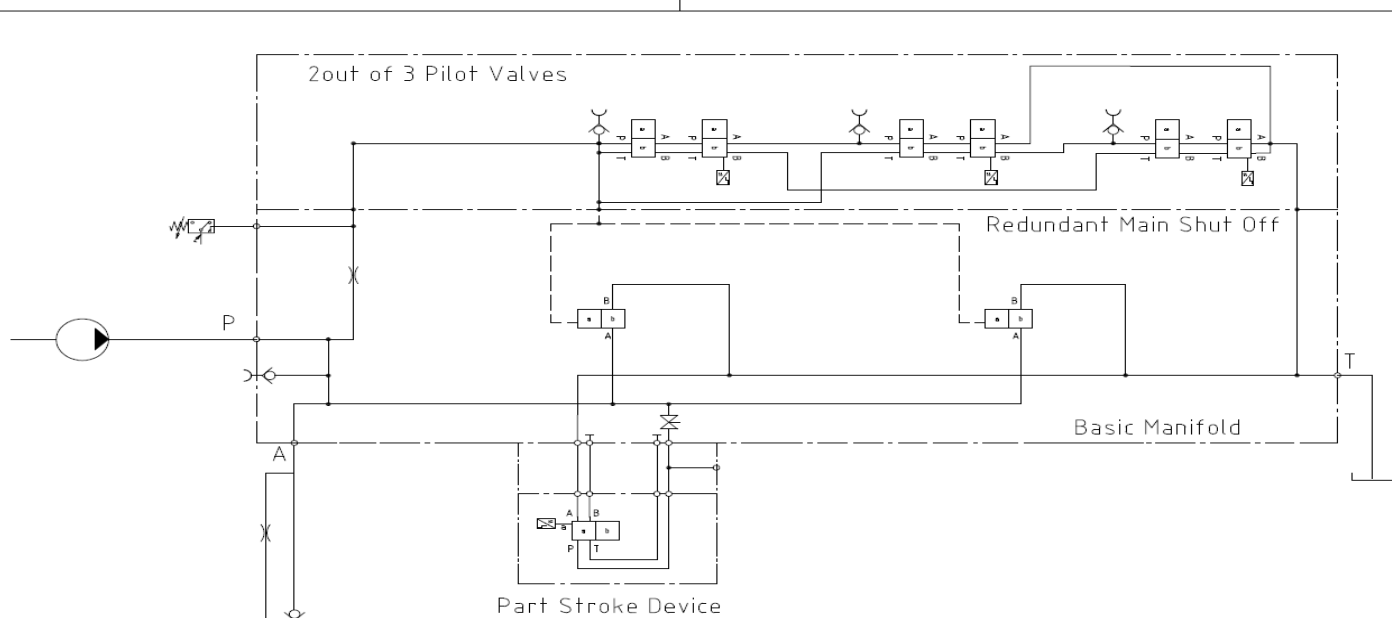 2out of 3 Pilot Valves
a a a a a a
P A P A P A P A P A P A
b b b b b b
T B T B T B T B T B T B
Redundant Main Shut Off
B B
a b a b
P
A A
T
Basic Manifold
T T
A
A B
a a b
P T
Part Stroke Device